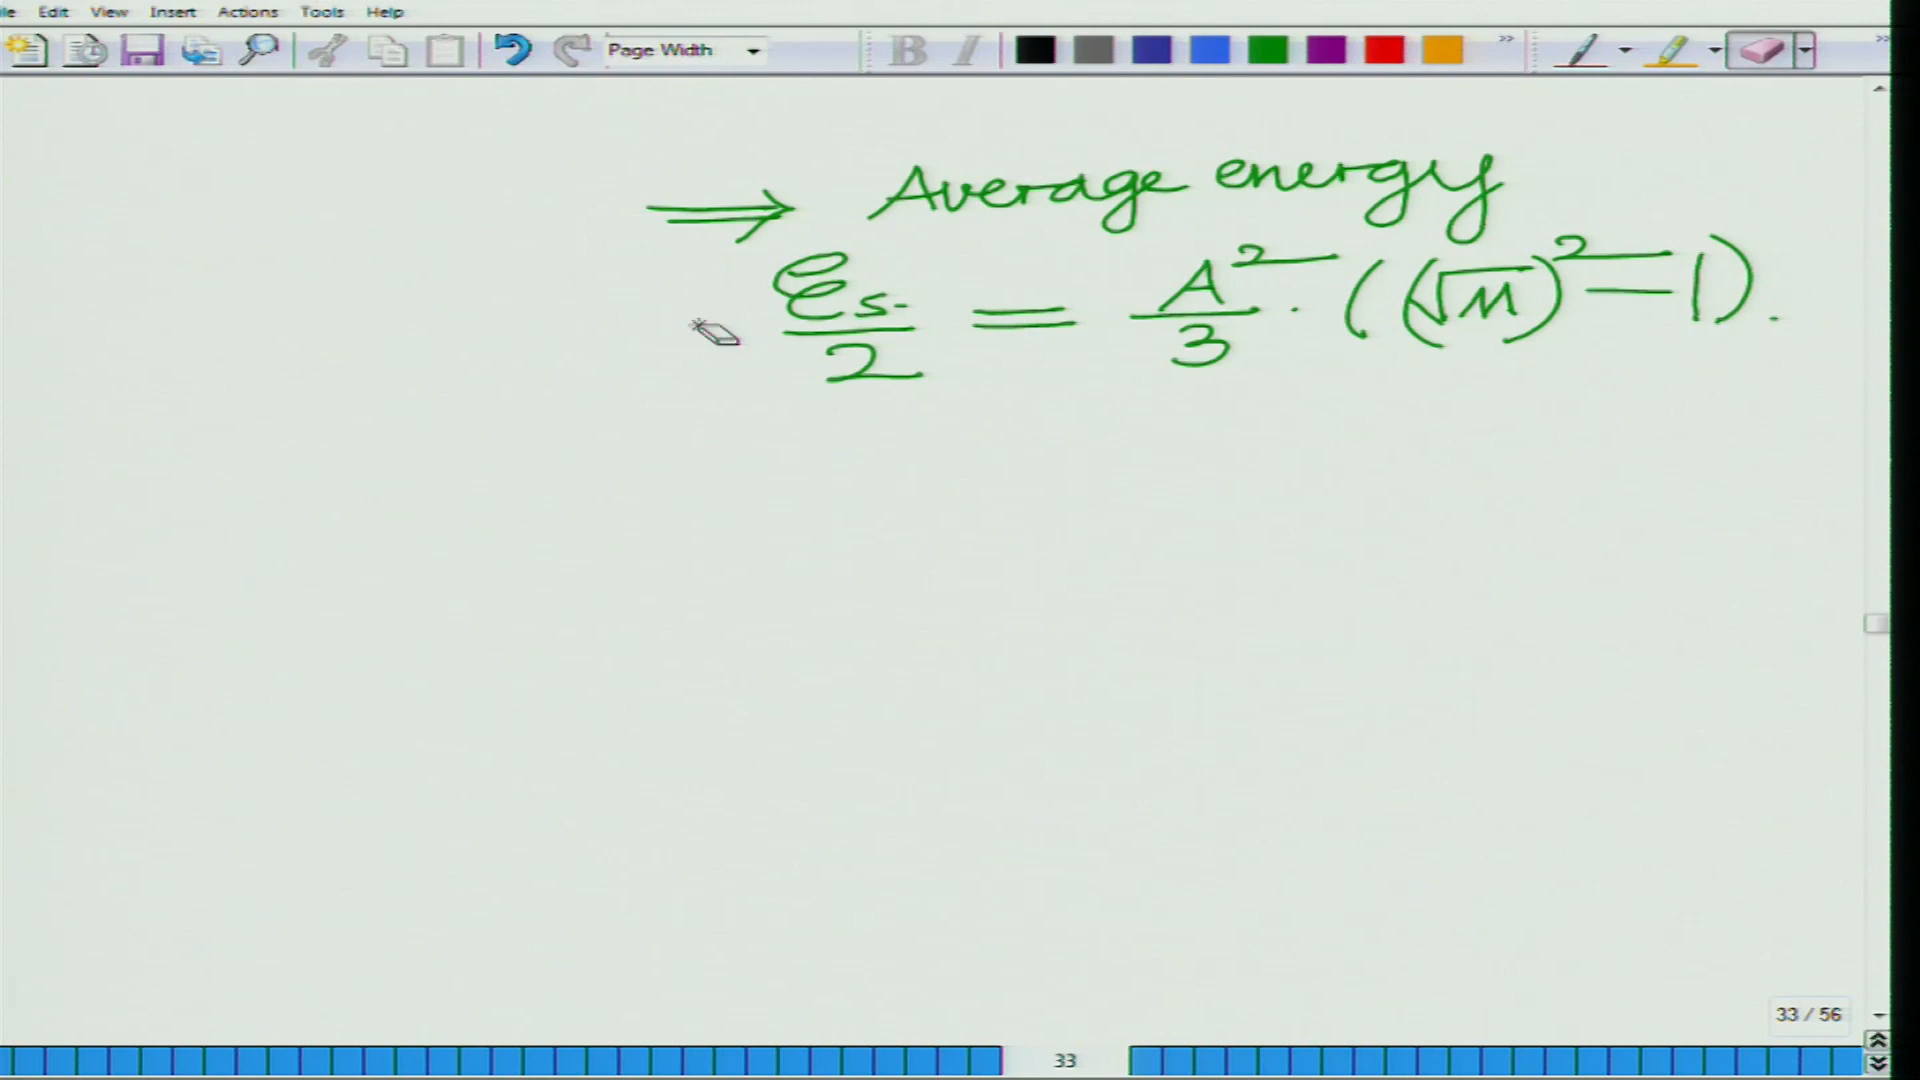 le Edit View Insert Actions Tools Help
Page Width B I
⇒ Average energy
Es/2 = A²/3 · ((√M)² − 1).
33 / 56
33